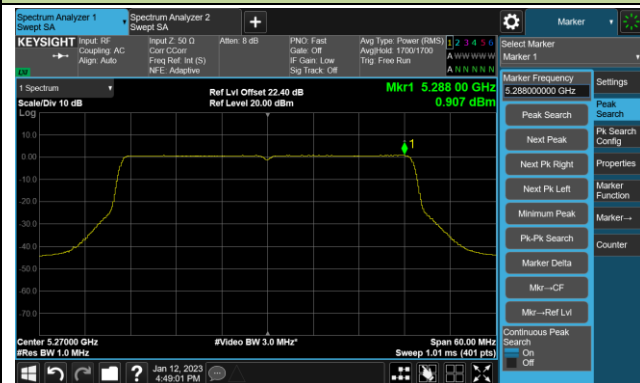 Spectrum Analyzer 1
Swept SA
Spectrum Analyzer 2
Swept SA
+
Marker
KEYSIGHT
Input: RF
Coupling: AC
Align: Auto
Input Z: 50 Ω
Corr CCorr
Freq Ref: Int (S)
NFE: Adaptive
Atten: 8 dB
PNO: Fast
Gate: Off
IF Gain: Low
Sig Track: Off
Avg Type: Power (RMS)
Avg|Hold: 1700/1700
Trig: Free Run
1 2 3 4 5 6
A W W W W W
A N N N N N
LVI
Select Marker
Marker 1
1 Spectrum
Scale/Div 10 dB
Log
Ref Lvl Offset 22.40 dB
Ref Level 20.00 dBm
Mkr1 5.288 00 GHz
0.907 dBm
10.0
0.00
-10.0
-20.0
-30.0
-40.0
-50.0
-60.0
-70.0
1
Center 5.27000 GHz
#Res BW 1.0 MHz
#Video BW 3.0 MHz*
Span 60.00 MHz
Sweep 1.01 ms (401 pts)
Marker Frequency
5.288000000 GHz
Peak Search
Next Peak
Next Pk Right
Next Pk Left
Minimum Peak
Pk-Pk Search
Marker Delta
Mkr→CF
Mkr→Ref Lvl
Continuous Peak
Search
On
Off
Settings
Peak
Search
Pk Search
Config
Properties
Marker
Function
Marker→
Counter
?
Jan 12, 2023
4:49:01 PM